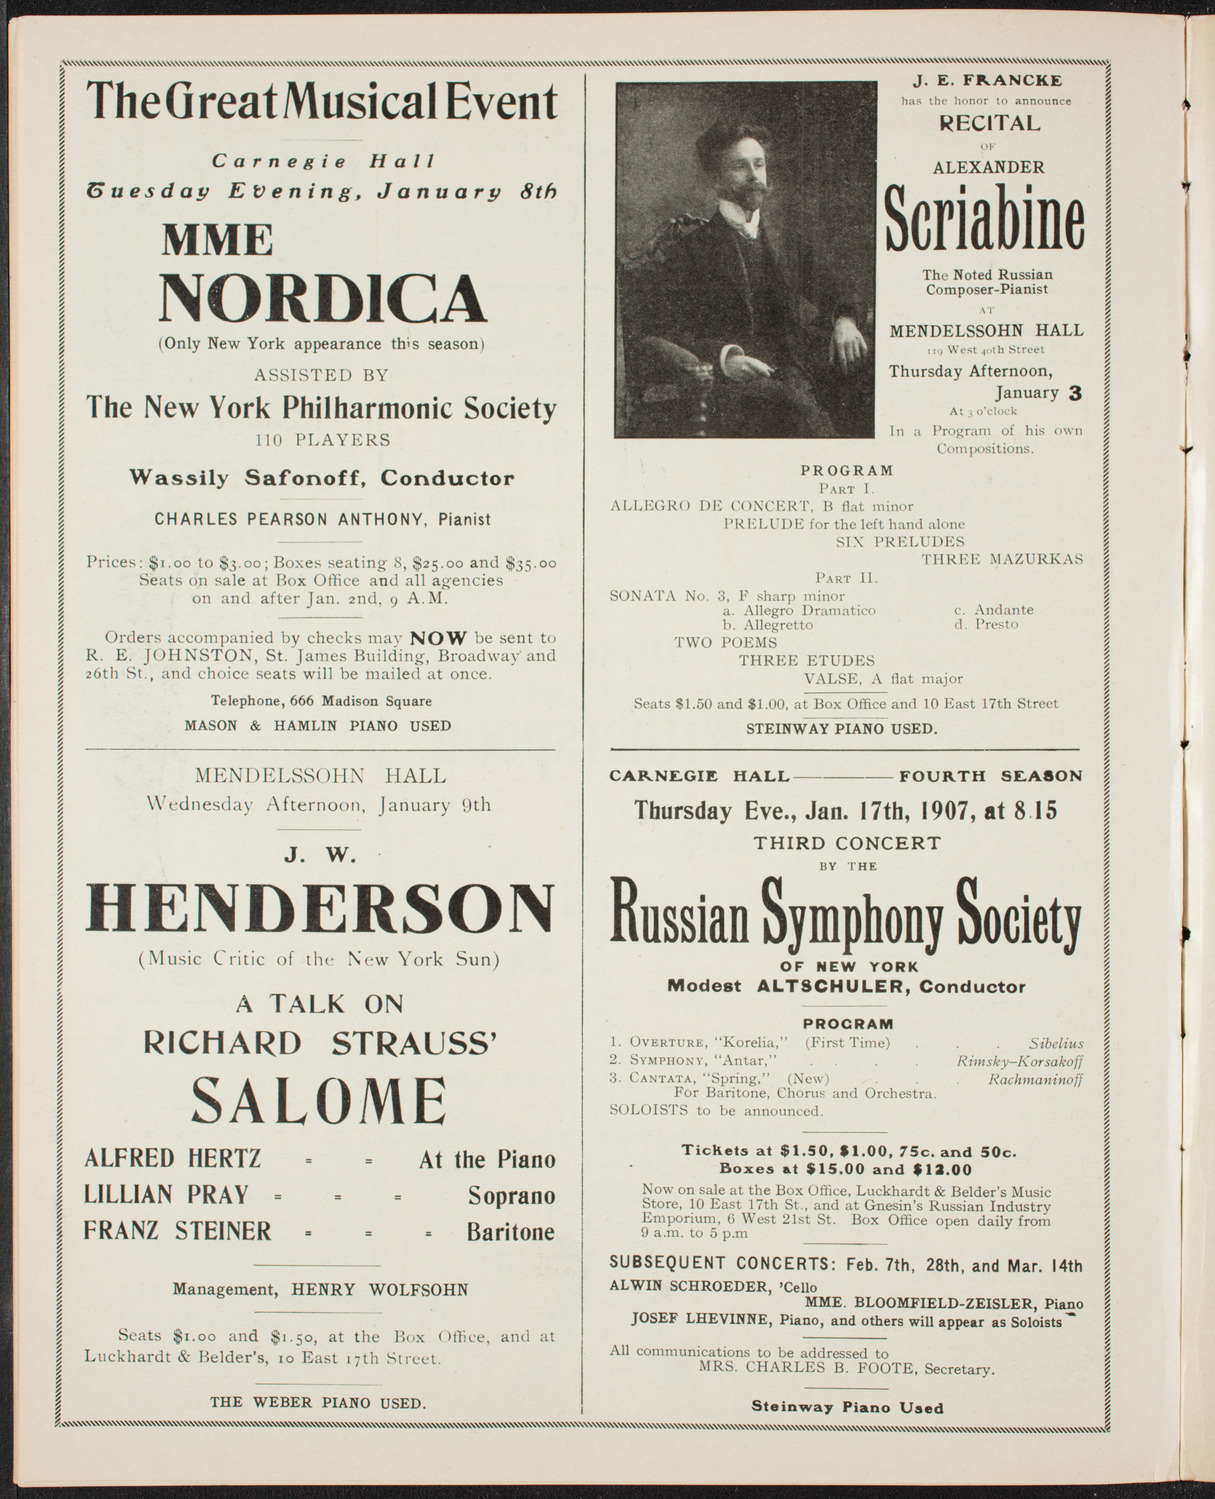 The Great Musical Event
Carnegie Hall
Tuesday Evening, January 8th
MME
NORDICA
(Only New York appearance this season)
ASSISTED BY
The New York Philharmonic Society
110 PLAYERS
Wassily Safonoff, Conductor
CHARLES PEARSON ANTHONY, Pianist
Prices: $1.00 to $3.00; Boxes seating 8, $25.00 and $35.00
Seats on sale at Box Office and all agencies
on and after Jan. 2nd, 9 A.M.
Orders accompanied by checks may NOW be sent to
R. E. JOHNSTON, St. James Building, Broadway and
26th St., and choice seats will be mailed at once.
Telephone, 666 Madison Square
MASON & HAMLIN PIANO USED
MENDELSSOHN HALL
Wednesday Afternoon, January 9th
J. W.
HENDERSON
(Music Critic of the New York Sun)
A TALK ON
RICHARD STRAUSS'
SALOME
ALFRED HERTZ = = At the Piano
LILLIAN PRAY = = = Soprano
FRANZ STEINER = = = Baritone
Management, HENRY WOLFSOHN
Seats $1.00 and $1.50, at the Box Office, and at
Luckhardt & Belder's, 10 East 17th Street.
THE WEBER PIANO USED.
J. E. FRANCKE
has the honor to announce
RECITAL
OF
ALEXANDER
Scriabine
The Noted Russian
Composer-Pianist
AT
MENDELSSOHN HALL
119 West 40th Street
Thursday Afternoon,
January 3
At 3 o'clock
In a Program of his own
Compositions.
PROGRAM
PART I.
ALLEGRO DE CONCERT, B flat minor
PRELUDE for the left hand alone
SIX PRELUDES
THREE MAZURKAS
PART II.
SONATA No. 3, F sharp minor
a. Allegro Dramatico c. Andante
b. Allegretto d. Presto
TWO POEMS
THREE ETUDES
VALSE, A flat major
Seats $1.50 and $1.00, at Box Office and 10 East 17th Street
STEINWAY PIANO USED.
CARNEGIE HALL——FOURTH SEASON
Thursday Eve., Jan. 17th, 1907, at 8.15
THIRD CONCERT
BY THE
Russian Symphony Society
OF NEW YORK
Modest ALTSCHULER, Conductor
PROGRAM
1. OVERTURE, "Korelia," (First Time) . . . Sibelius
2. SYMPHONY, "Antar," . . . . Rimsky–Korsakoff
3. CANTATA, "Spring," (New) . . . Rachmaninoff
For Baritone, Chorus and Orchestra.
SOLOISTS to be announced.
Tickets at $1.50, $1.00, 75c. and 50c.
Boxes at $15.00 and $12.00
Now on sale at the Box Office, Luckhardt & Belder's Music
Store, 10 East 17th St., and at Gnesin's Russian Industry
Emporium, 6 West 21st St. Box Office open daily from
9 a.m. to 5 p.m
SUBSEQUENT CONCERTS: Feb. 7th, 28th, and Mar. 14th
ALWIN SCHROEDER, 'Cello
MME. BLOOMFIELD-ZEISLER, Piano
JOSEF LHEVINNE, Piano, and others will appear as Soloists
All communications to be addressed to
MRS. CHARLES B. FOOTE, Secretary.
Steinway Piano Used